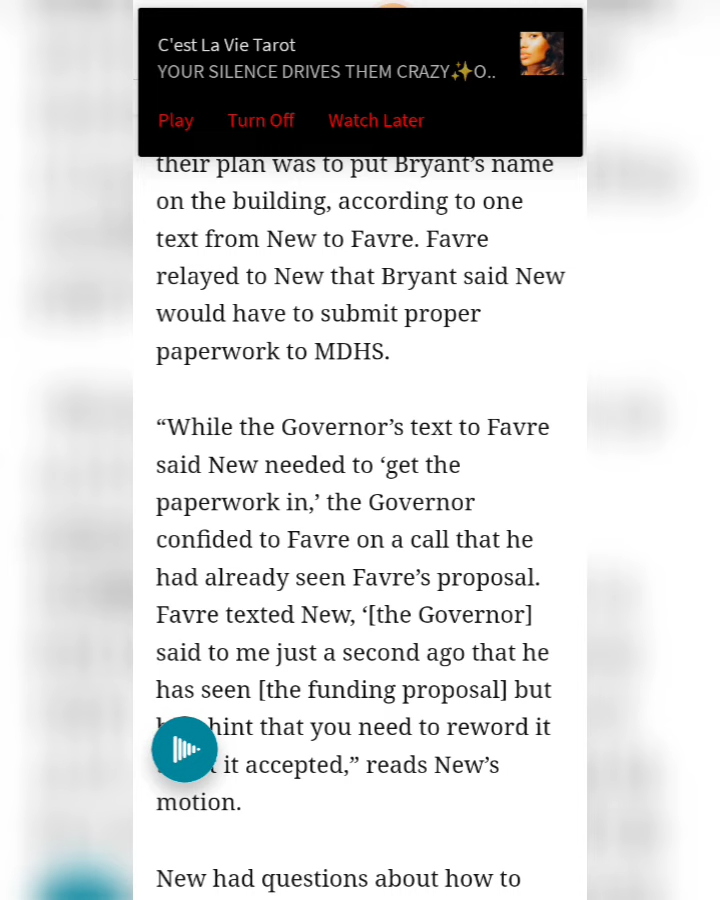 C'est La Vie Tarot
YOUR SILENCE DRIVES THEM CRAZY✨O..
Play Turn Off Watch Later
their plan was to put Bryant’s name
on the building, according to one
text from New to Favre. Favre
relayed to New that Bryant said New
would have to submit proper
paperwork to MDHS.
“While the Governor’s text to Favre
said New needed to ‘get the
paperwork in,’ the Governor
confided to Favre on a call that he
had already seen Favre’s proposal.
Favre texted New, ‘[the Governor]
said to me just a second ago that he
has seen [the funding proposal] but
hint that you need to reword it
it accepted,” reads New’s
motion.
New had questions about how to